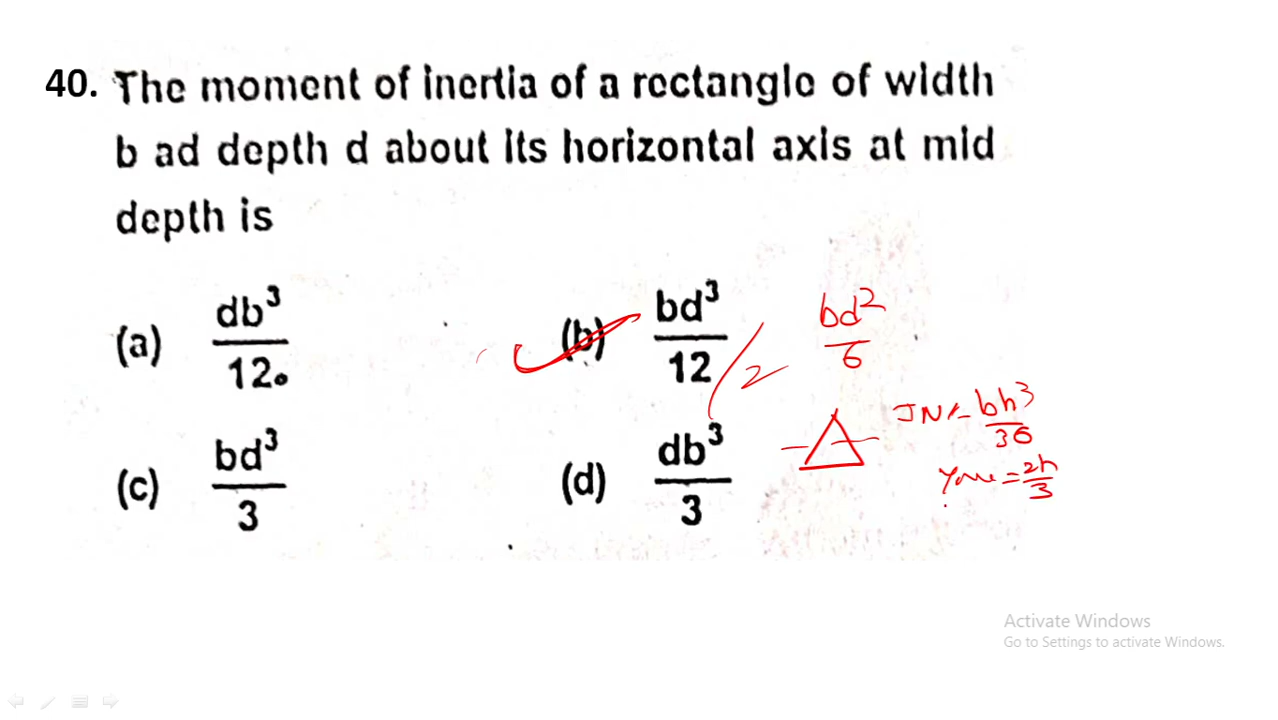 40. The moment of inertia of a rectangle of width
b ad depth d about its horizontal axis at mid
depth is
(a) db³/12 (b) bd³/12 /2 bd²/6
(c) bd³/3 (d) db³/3
INA = bh³/36
Ymax = 2h/3
Activate Windows
Go to Settings to activate Windows.